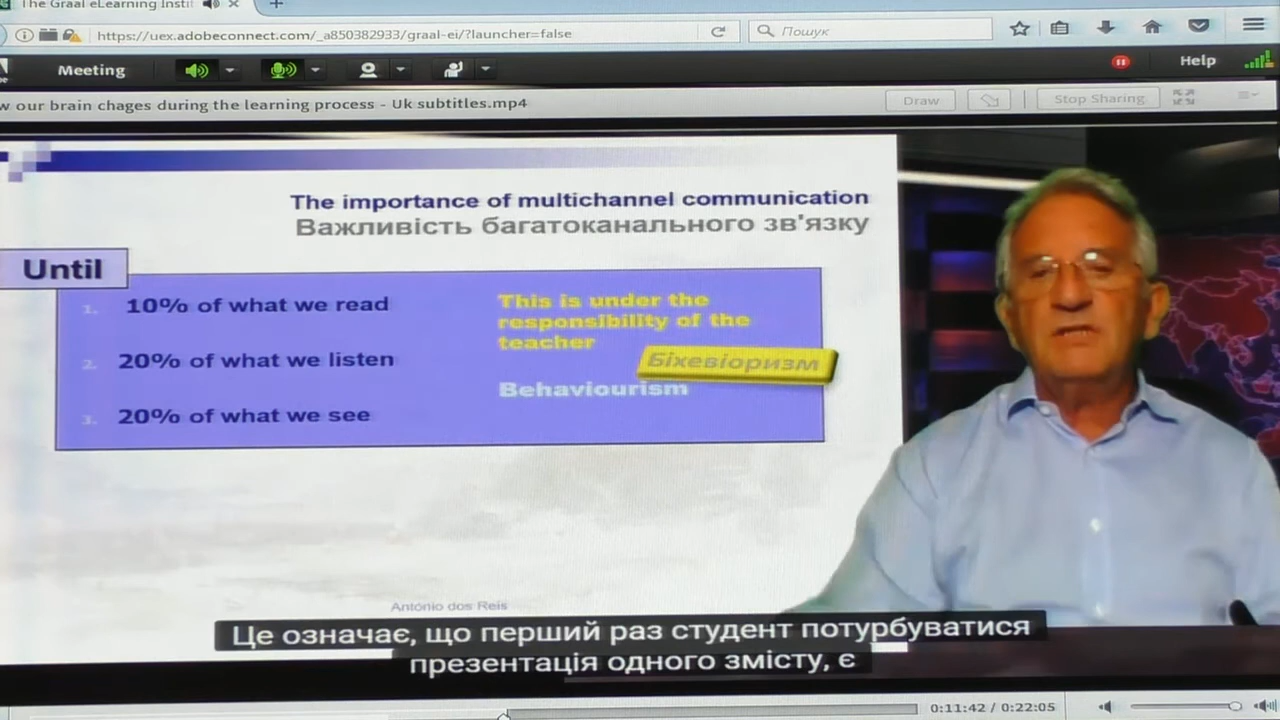 The Graal eLearning Insti
https://uex.adobeconnect.com/_a850382933/graal-ei/?launcher=false
Пошук
Meeting
Help
w our brain chages during the learning process - Uk subtitles.mp4
Draw
Stop Sharing
The importance of multichannel communication
Важливість багатоканального зв'язку
Until
1. 10% of what we read
2. 20% of what we listen
3. 20% of what we see
This is under the
responsibility of the
teacher
Біхевіоризм
Behaviourism
António dos Reis
Це означає, що перший раз студент потурбуватися
презентація одного змісту, є
0:11:42 / 0:22:05